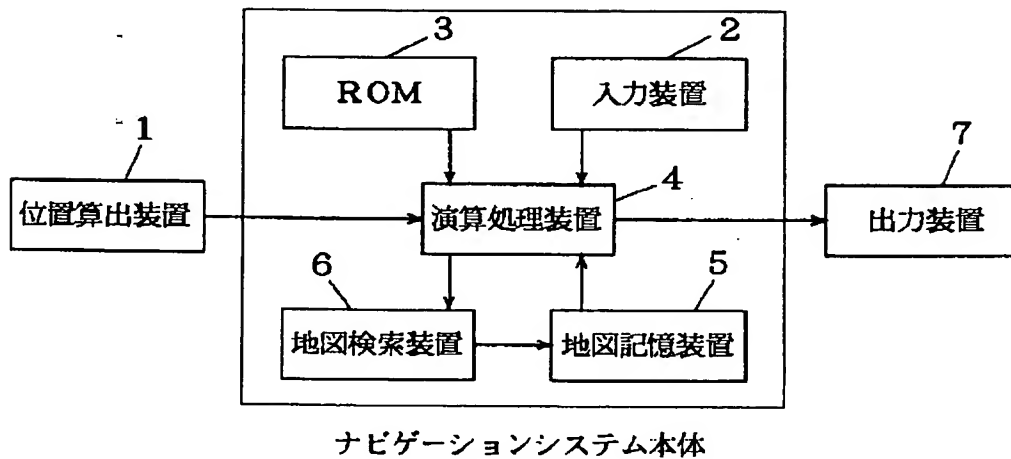 3
2
ROM
入力装置
1
7
4
位置算出装置
演算処理装置
出力装置
6
5
地図検索装置
地図記憶装置
ナビゲーションシステム本体